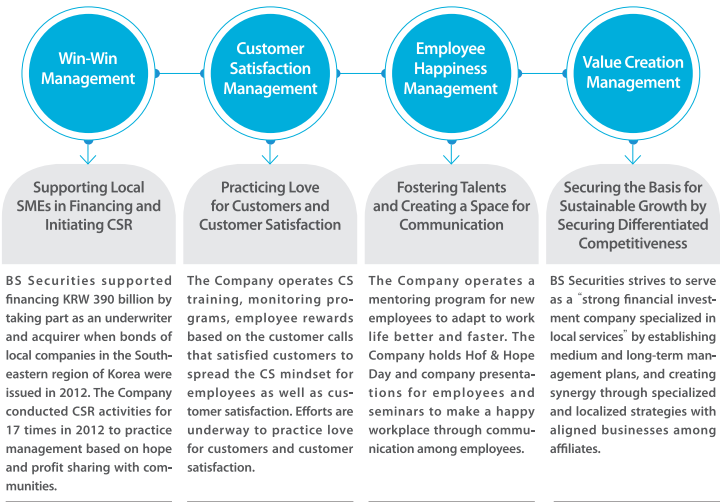 Win-Win
Management
Customer
Satisfaction
Management
Employee
Happiness
Management
Value Creation
Management
Supporting Local
SMEs in Financing and
Initiating CSR
Practicing Love
for Customers and
Customer Satisfaction
Fostering Talents
and Creating a Space for
Communication
Securing the Basis for
Sustainable Growth by
Securing Differentiated
Competitiveness
BS Securities supported
financing KRW 390 billion by
taking part as an underwriter
and acquirer when bonds of
local companies in the South-
eastern region of Korea were
issued in 2012. The Company
conducted CSR activities for
17 times in 2012 to practice
management based on hope
and profit sharing with com-
munities.
The Company operates CS
training, monitoring pro-
grams, employee rewards
based on the customer calls
that satisfied customers to
spread the CS mindset for
employees as well as cus-
tomer satisfaction. Efforts are
underway to practice love
for customers and customer
satisfaction.
The Company operates a
mentoring program for new
employees to adapt to work
life better and faster. The
Company holds Hof & Hope
Day and company presenta-
tions for employees and
seminars to make a happy
workplace through commu-
nication among employees.
BS Securities strives to serve
as a “strong financial invest-
ment company specialized in
local services” by establishing
medium and long-term man-
agement plans, and creating
synergy through specialized
and localized strategies with
aligned businesses among
affiliates.